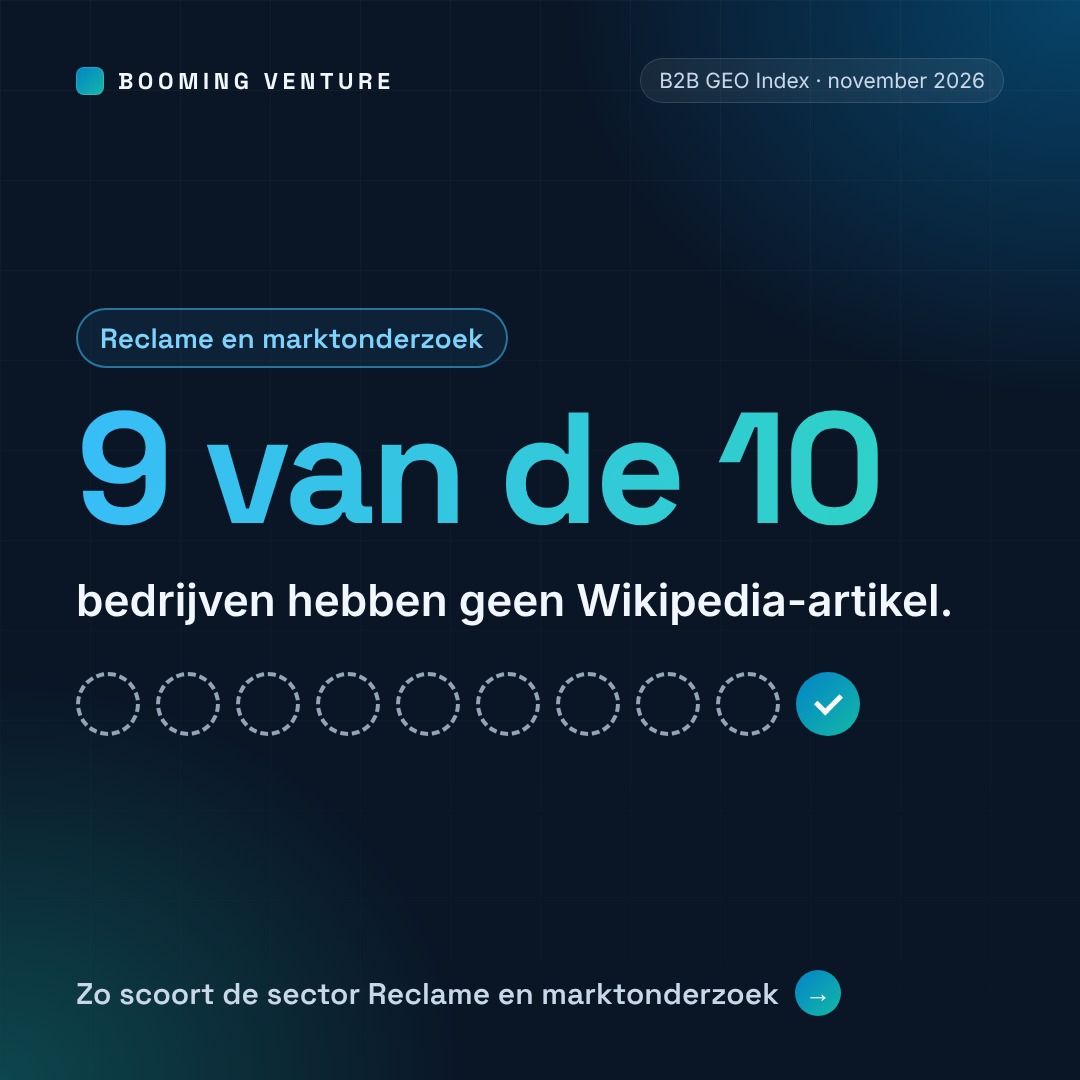 BOOMING VENTURE
B2B GEO Index · november 2026
Reclame en marktonderzoek
9 van de 10
bedrijven hebben geen Wikipedia-artikel.
Zo scoort de sector Reclame en marktonderzoek →